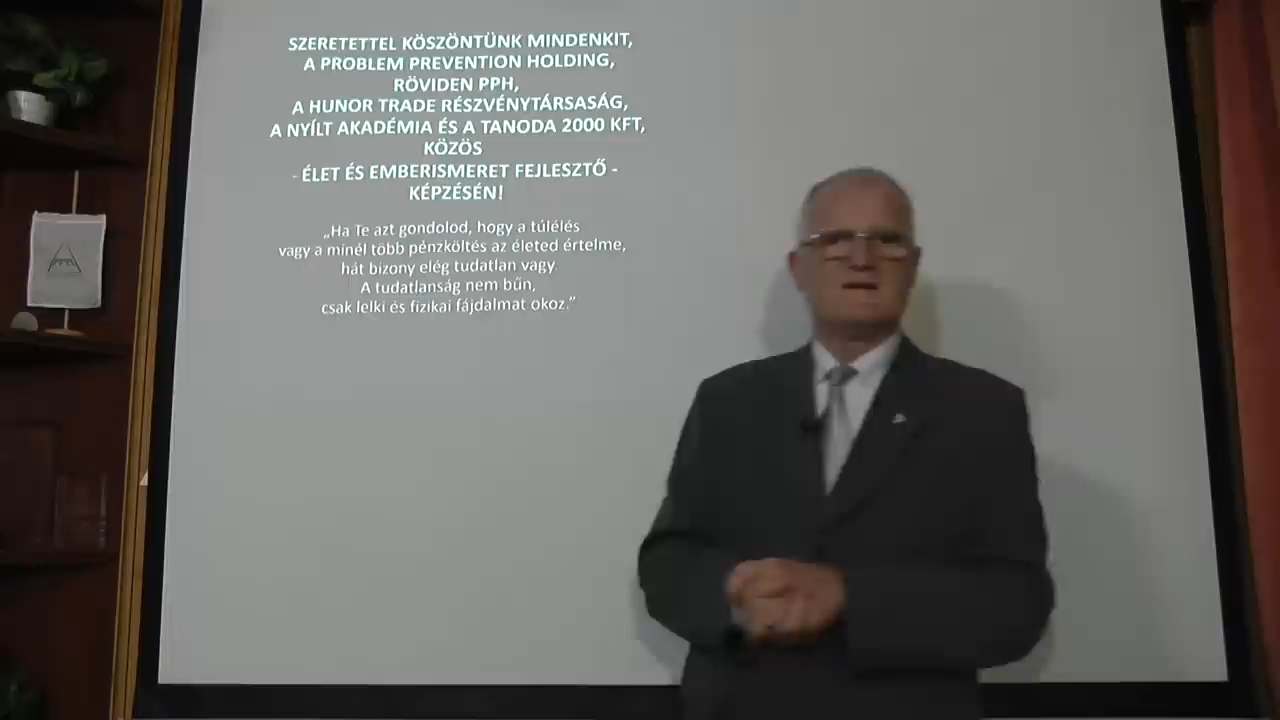 SZERETETTEL KÖSZÖNTÜNK MINDENKIT,
A PROBLEM PREVENTION HOLDING,
RÖVIDEN PPH,
A HUNOR TRADE RÉSZVÉNYTÁRSASÁG,
A NYÍLT AKADÉMIA ÉS A TANODA 2000 KFT,
KÖZÖS
- ÉLET ÉS EMBERISMERET FEJLESZTŐ -
KÉPZÉSÉN!
„Ha Te azt gondolod, hogy a túlélés
vagy a minél több pénzköltés az életed értelme,
hát bizony elég tudatlan vagy.
A tudatlanság nem bűn,
csak lelki és fizikai fájdalmat okoz.”